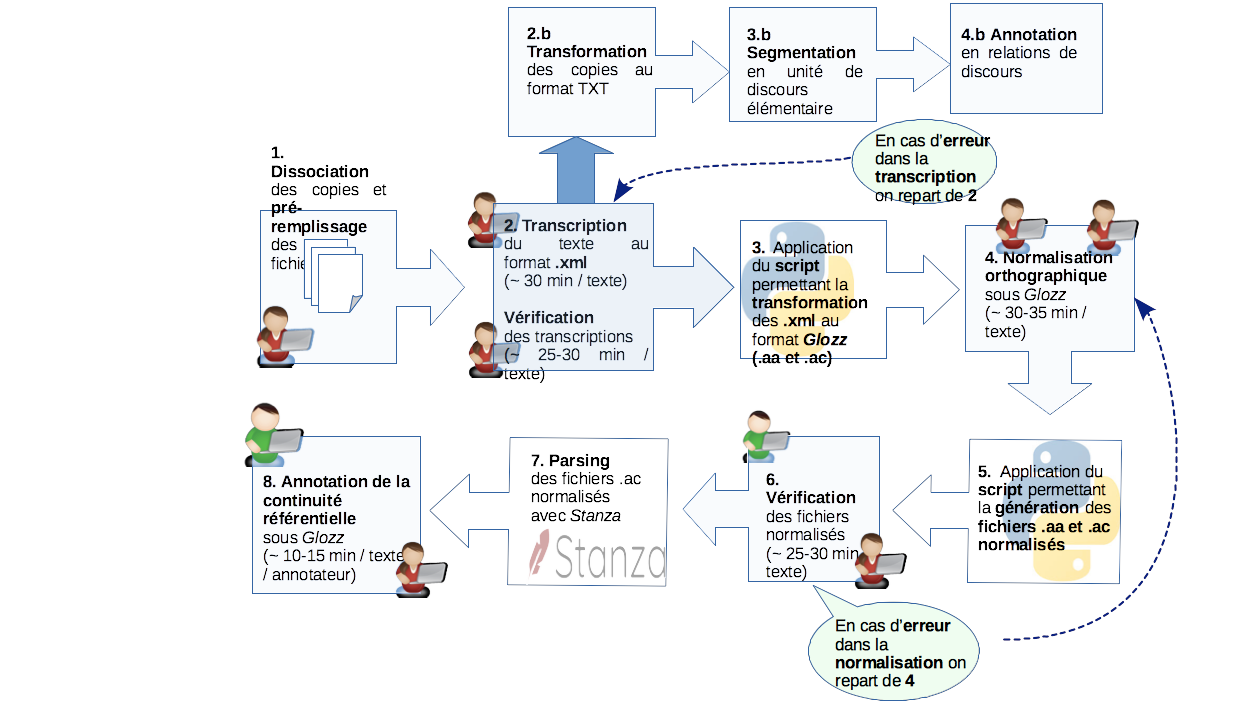 1.
Dissociation
des copies et
pré-
remplissage
des
fichie
2. Transcription
du texte au
format .xml
(~ 30 min / texte)
Vérification
des transcriptions
(~ 25-30 min /
texte)
2.b
Transformation
des copies au
format TXT
3.b
Segmentation
en unité de
discours
élémentaire
4.b Annotation
en relations de
discours
En cas d'erreur
dans la
transcription
on repart de 2
3. Application
du script
permettant la
transformation
des .xml au
format Glozz
(.aa et .ac)
4. Normalisation
orthographique
sous Glozz
(~ 30-35 min /
texte)
5. Application du
script permettant
la génération des
fichiers .aa et .ac
normalisés
6.
Vérification
des fichiers
normalisés
(~ 25-30 min
texte)
En cas d'erreur
dans la
normalisation on
repart de 4
7. Parsing
des fichiers .ac
normalisés
avec Stanza
Stanza
8. Annotation de la
continuité
référentielle
sous Glozz
(~ 10-15 min / texte
/ annotateur)